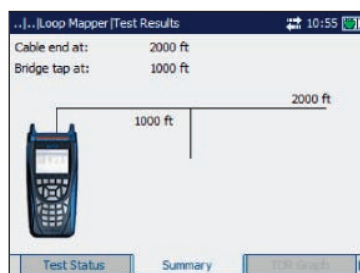 ..|..|Loop Mapper|Test Results 10:55
Cable end at: 2000 ft
Bridge tap at: 1000 ft
2000 ft
1000 ft
Test Status Summary TDR Graph